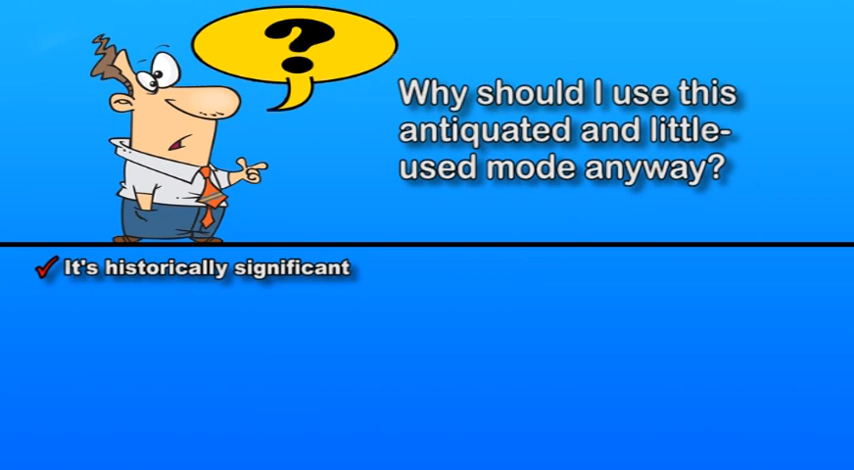 ?
Why should I use this
antiquated and little-
used mode anyway?
It's historically significant